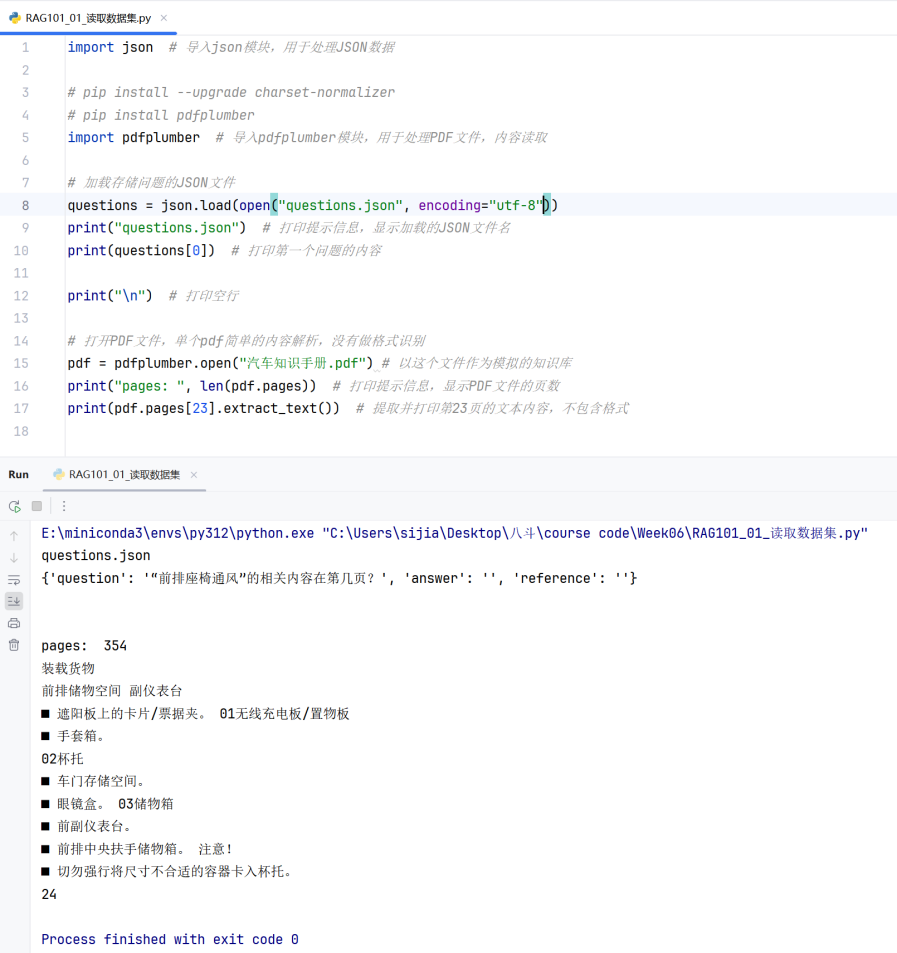 RAG101_01_读取数据集.py
1 import json  # 导入json模块，用于处理JSON数据
2
3 # pip install --upgrade charset-normalizer
4 # pip install pdfplumber
5 import pdfplumber  # 导入pdfplumber模块，用于处理PDF文件，内容读取
6
7 # 加载存储问题的JSON文件
8 questions = json.load(open("questions.json", encoding="utf-8"))
9 print("questions.json")  # 打印提示信息，显示加载的JSON文件名
10 print(questions[0])  # 打印第一个问题的内容
11
12 print("\n")  # 打印空行
13
14 # 打开PDF文件，单个pdf简单的内容解析，没有做格式识别
15 pdf = pdfplumber.open("汽车知识手册.pdf") # 以这个文件作为模拟的知识库
16 print("pages: ", len(pdf.pages))  # 打印提示信息，显示PDF文件的页数
17 print(pdf.pages[23].extract_text())  # 提取并打印第23页的文本内容，不包含格式
18
Run RAG101_01_读取数据集
E:\miniconda3\envs\py312\python.exe "C:\Users\sijia\Desktop\八斗\course code\Week06\RAG101_01_读取数据集.py"
questions.json
{'question': '“前排座椅通风”的相关内容在第几页？', 'answer': '', 'reference': ''}
pages:  354
装载货物
前排储物空间 副仪表台
■ 遮阳板上的卡片/票据夹。 01无线充电板/置物板
■ 手套箱。
02杯托
■ 车门存储空间。
■ 眼镜盒。 03储物箱
■ 前副仪表台。
■ 前排中央扶手储物箱。 注意！
■ 切勿强行将尺寸不合适的容器卡入杯托。
24
Process finished with exit code 0